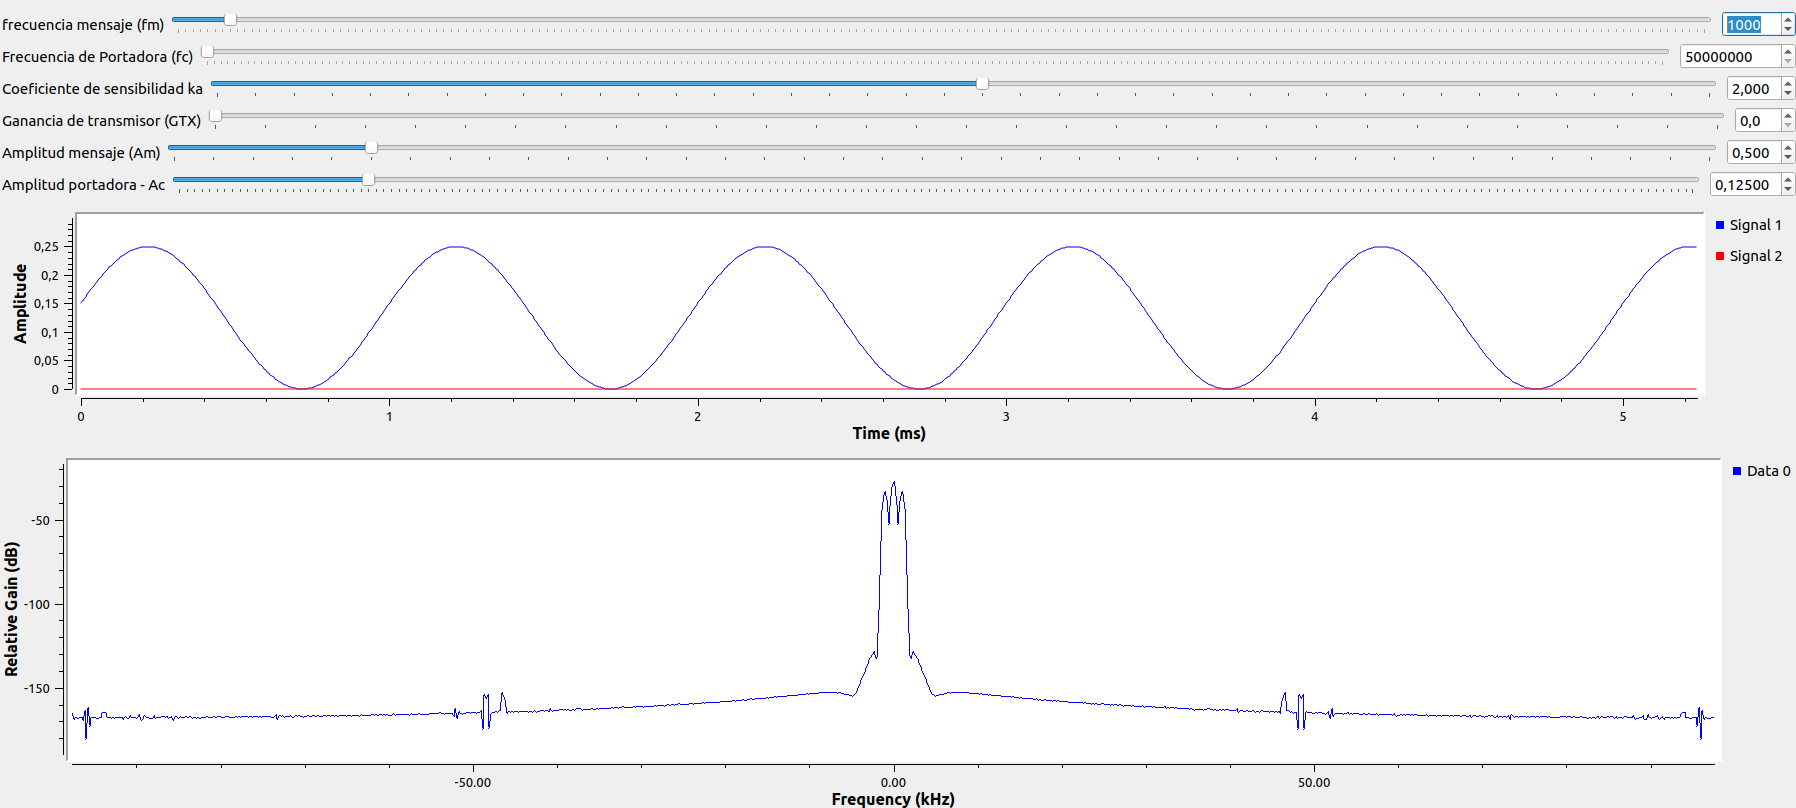 frecuencia mensaje (fm) 1000
Frecuencia de Portadora (fc) 50000000
Coeficiente de sensibilidad ka 2,000
Ganancia de transmisor (GTX) 0,0
Amplitud mensaje (Am) 0,500
Amplitud portadora - Ac 0,12500
Signal 1
Signal 2
Amplitude
0,25
0,2
0,15
0,1
0,05
0
0 1 2 3 4 5
Time (ms)
Data 0
Relative Gain (dB)
-50
-100
-150
-50.00 0.00 50.00
Frequency (kHz)